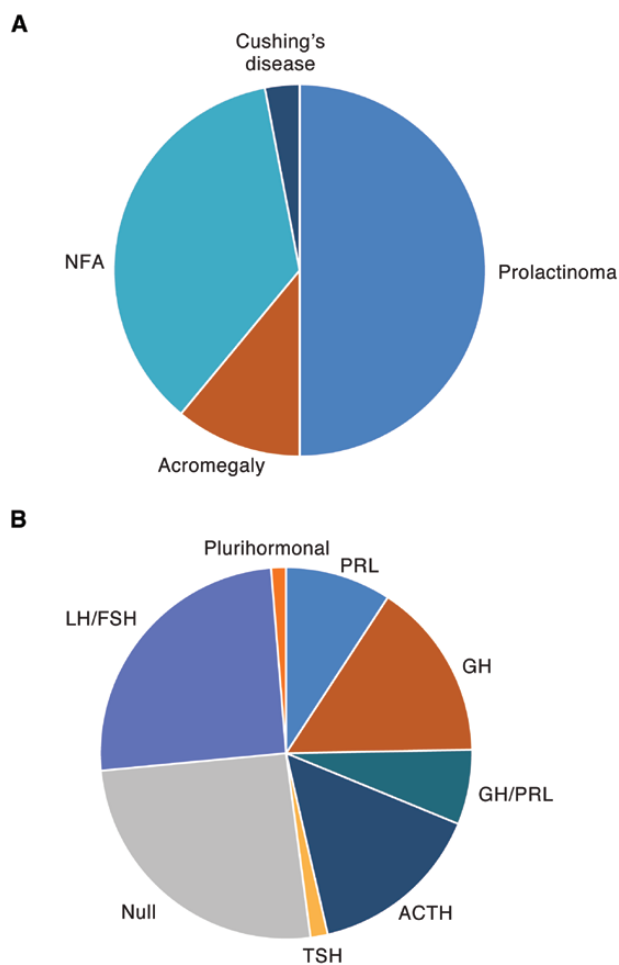 A
Cushing's
disease
NFA
Prolactinoma
Acromegaly
B
Plurihormonal
PRL
LH/FSH
GH
GH/PRL
Null
ACTH
TSH